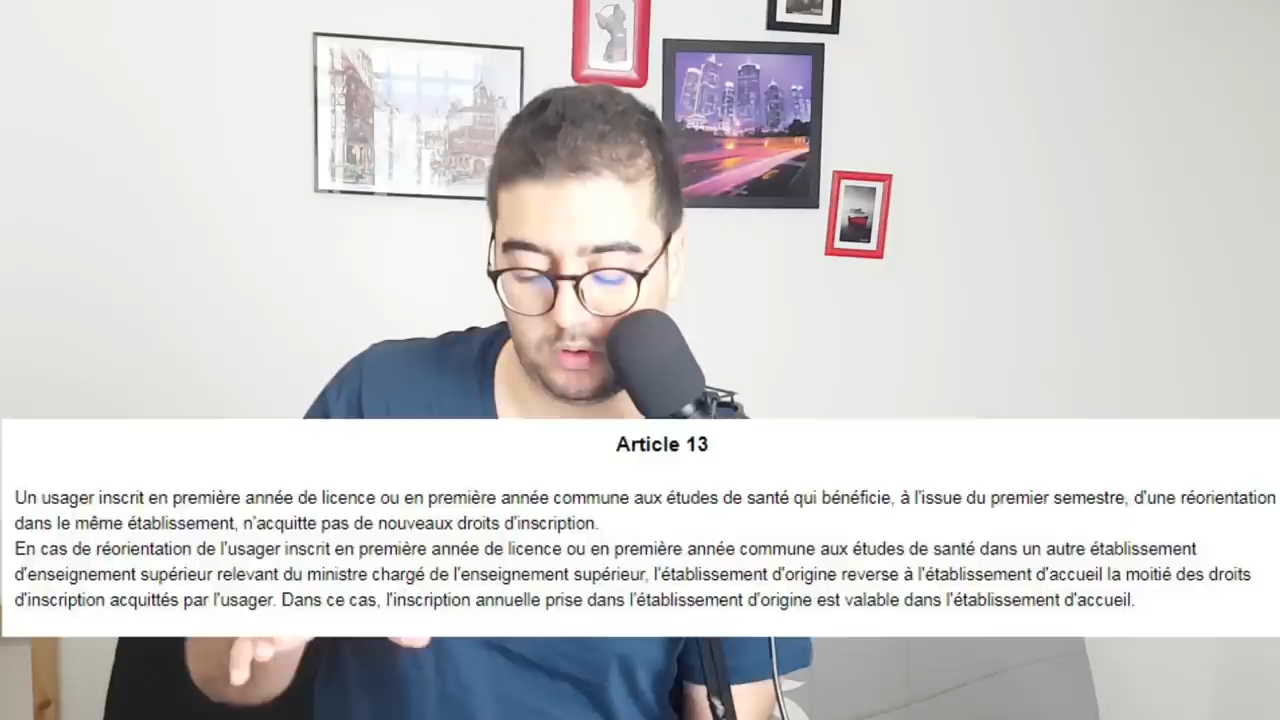 Article 13
Un usager inscrit en première année de licence ou en première année commune aux études de santé qui bénéficie, à l'issue du premier semestre, d'une réorientation
dans le même établissement, n'acquitte pas de nouveaux droits d'inscription.
En cas de réorientation de l'usager inscrit en première année de licence ou en première année commune aux études de santé dans un autre établissement
d'enseignement supérieur relevant du ministre chargé de l'enseignement supérieur, l'établissement d'origine reverse à l'établissement d'accueil la moitié des droits
d'inscription acquittés par l'usager. Dans ce cas, l'inscription annuelle prise dans l'établissement d'origine est valable dans l'établissement d'accueil.